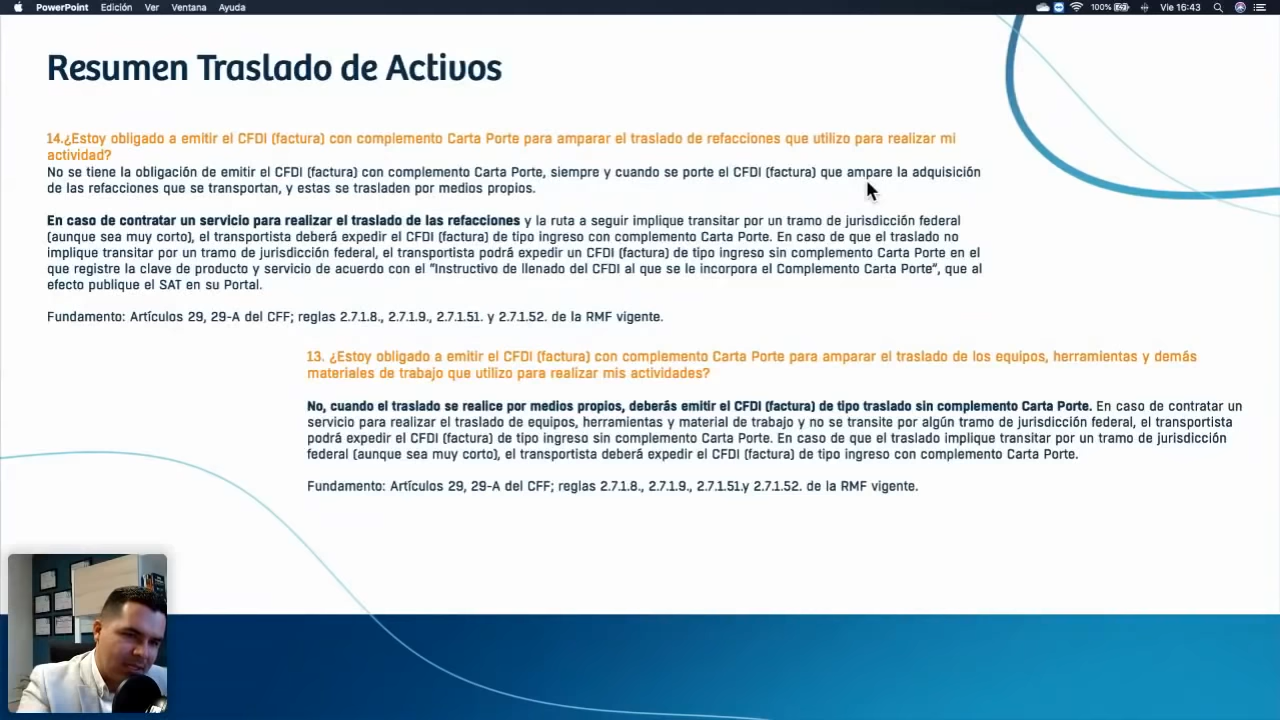 PowerPoint Edición Ver Ventana Ayuda 100% Vie 16:43
Resumen Traslado de Activos
14.¿Estoy obligado a emitir el CFDI (factura) con complemento Carta Porte para amparar el traslado de refacciones que utilizo para realizar mi
actividad?
No se tiene la obligación de emitir el CFDI (factura) con complemento Carta Porte, siempre y cuando se porte el CFDI (factura) que ampare la adquisición
de las refacciones que se transportan, y estas se trasladen por medios propios.
En caso de contratar un servicio para realizar el traslado de las refacciones y la ruta a seguir implique transitar por un tramo de jurisdicción federal
(aunque sea muy corto), el transportista deberá expedir el CFDI (factura) de tipo ingreso con complemento Carta Porte. En caso de que el traslado no
implique transitar por un tramo de jurisdicción federal, el transportista podrá expedir un CFDI (factura) de tipo ingreso sin complemento Carta Porte en el
que registre la clave de producto y servicio de acuerdo con el "Instructivo de llenado del CFDI al que se le incorpora el Complemento Carta Porte", que al
efecto publique el SAT en su Portal.
Fundamento: Artículos 29, 29-A del CFF; reglas 2.7.1.8., 2.7.1.9., 2.7.1.51. y 2.7.1.52. de la RMF vigente.
13. ¿Estoy obligado a emitir el CFDI (factura) con complemento Carta Porte para amparar el traslado de los equipos, herramientas y demás
materiales de trabajo que utilizo para realizar mis actividades?
No, cuando el traslado se realice por medios propios, deberás emitir el CFDI (factura) de tipo traslado sin complemento Carta Porte. En caso de contratar un
servicio para realizar el traslado de equipos, herramientas y material de trabajo y no se transite por algún tramo de jurisdicción federal, el transportista
podrá expedir el CFDI (factura) de tipo ingreso sin complemento Carta Porte. En caso de que el traslado implique transitar por un tramo de jurisdicción
federal (aunque sea muy corto), el transportista deberá expedir el CFDI (factura) de tipo ingreso con complemento Carta Porte.
Fundamento: Artículos 29, 29-A del CFF; reglas 2.7.1.8., 2.7.1.9., 2.7.1.51.y 2.7.1.52. de la RMF vigente.